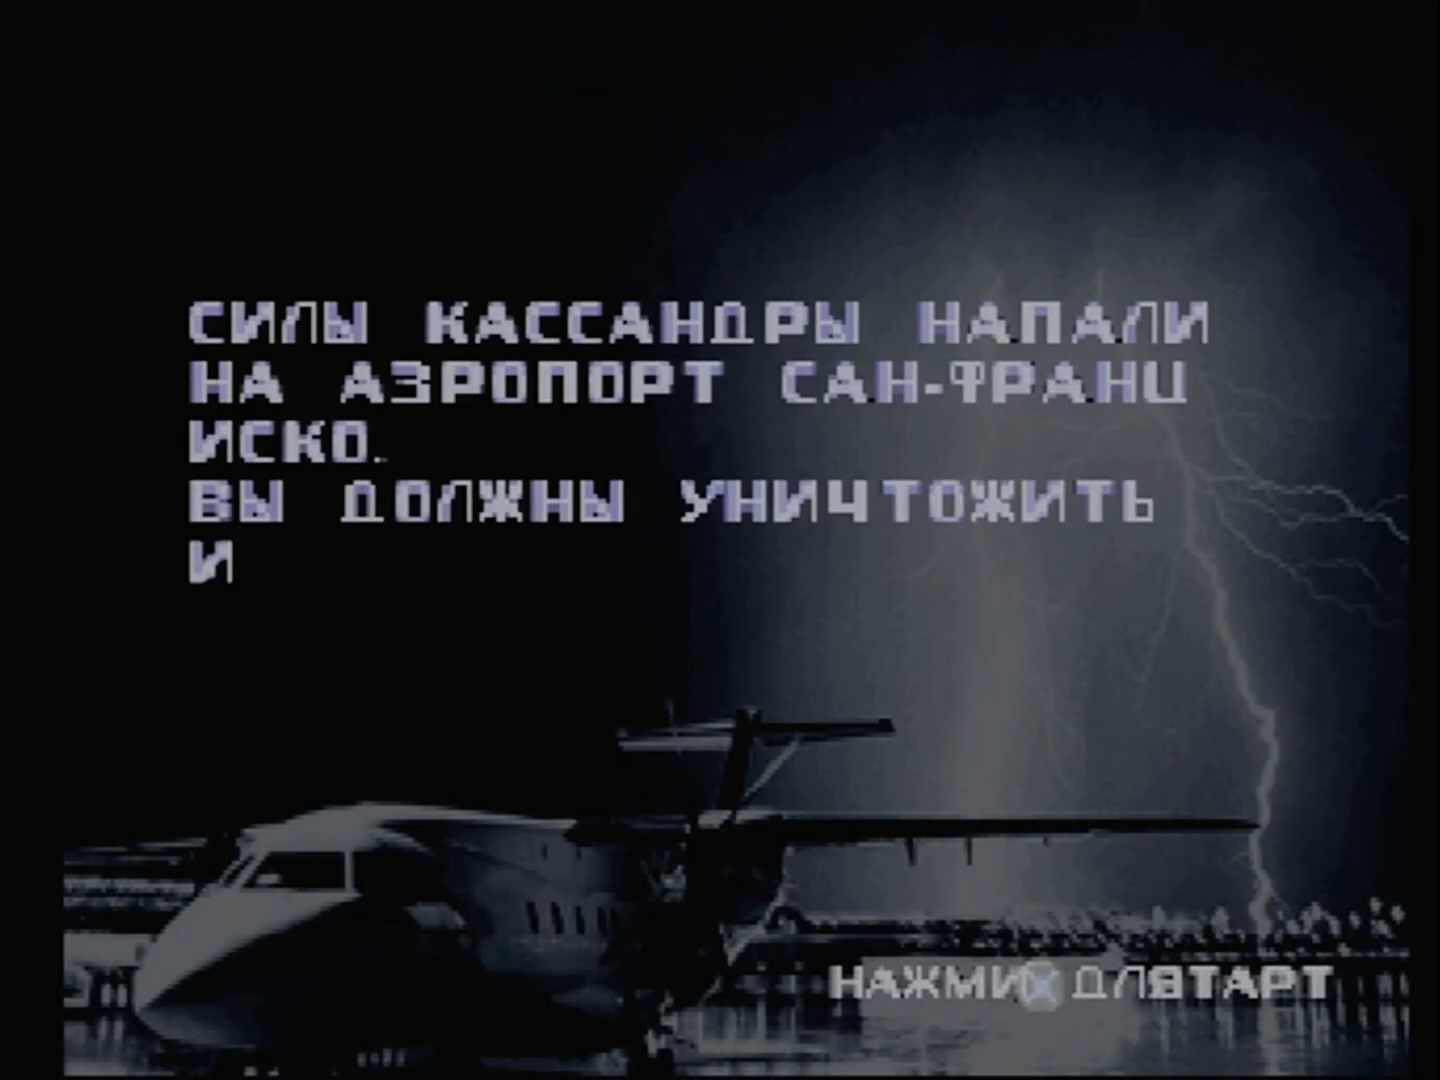 СИЛЫ КАССАНДРЫ НАПАЛИ
НА АЭРОПОРТ САН-ФРАНЦ
ИСКО.
ВЫ ДОЛЖНЫ УНИЧТОЖИТЬ
И
НАЖМИ X ДЛЯ СТАРТ